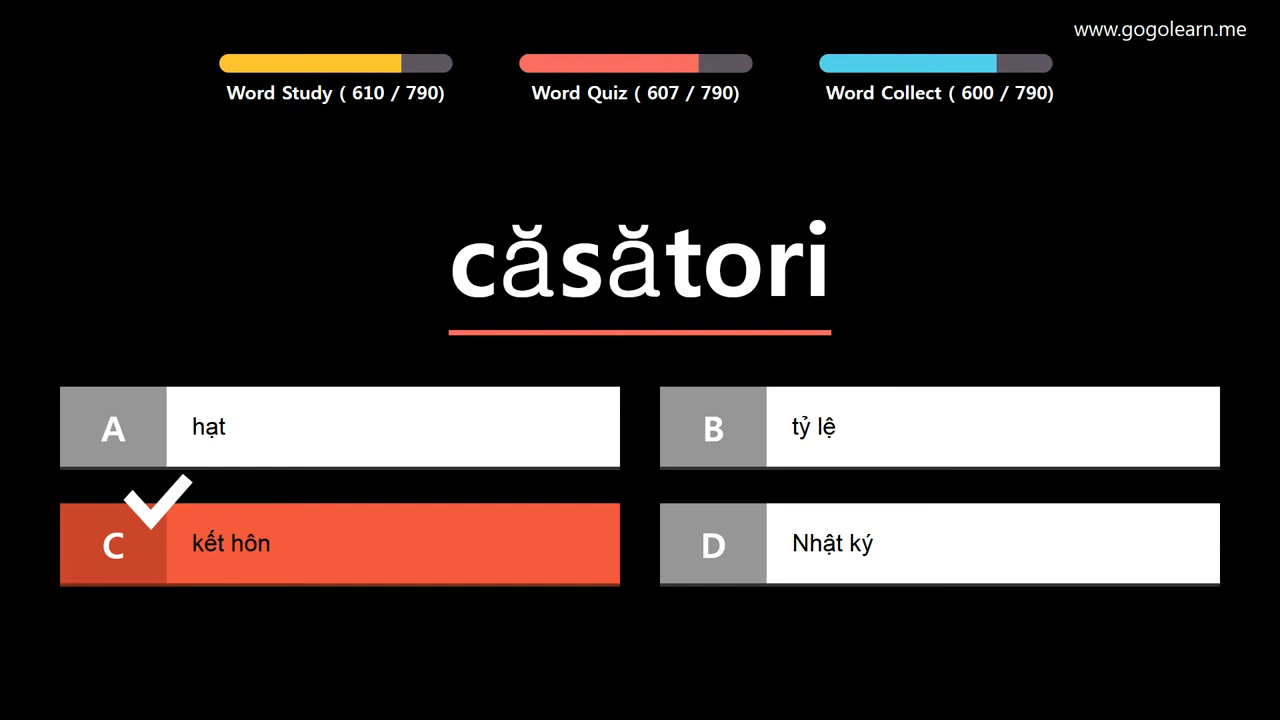 www.gogolearn.me
Word Study ( 610 / 790)
Word Quiz ( 607 / 790)
Word Collect ( 600 / 790)
căsători
A hạt
B tỷ lệ
C kết hôn
D Nhật ký